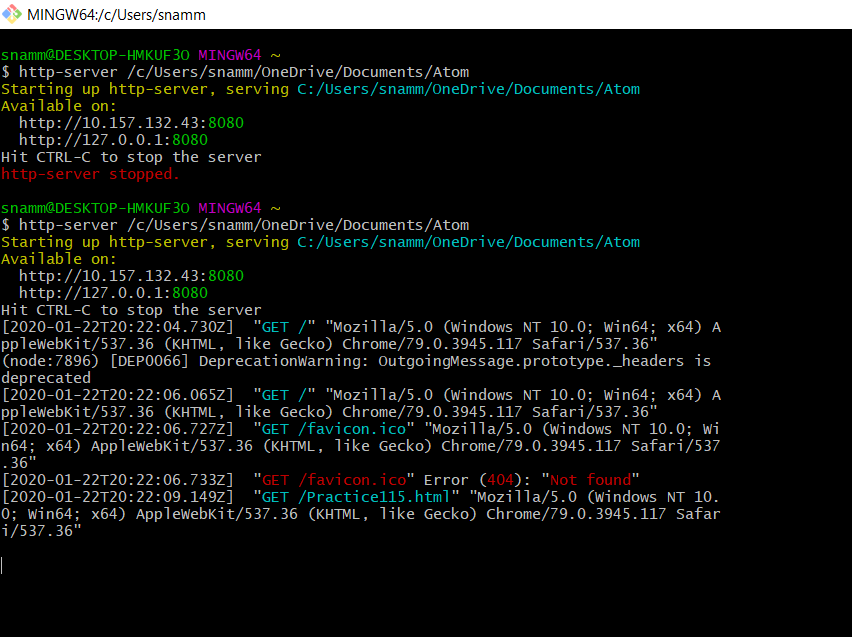 MINGW64:/c/Users/snamm
snamm@DESKTOP-HMKUF3O MINGW64 ~
$ http-server /c/Users/snamm/OneDrive/Documents/Atom
Starting up http-server, serving C:/Users/snamm/OneDrive/Documents/Atom
Available on:
  http://10.157.132.43:8080
  http://127.0.0.1:8080
Hit CTRL-C to stop the server
http-server stopped.
snamm@DESKTOP-HMKUF3O MINGW64 ~
$ http-server /c/Users/snamm/OneDrive/Documents/Atom
Starting up http-server, serving C:/Users/snamm/OneDrive/Documents/Atom
Available on:
  http://10.157.132.43:8080
  http://127.0.0.1:8080
Hit CTRL-C to stop the server
[2020-01-22T20:22:04.730Z]  "GET /" "Mozilla/5.0 (Windows NT 10.0; Win64; x64) A
ppleWebKit/537.36 (KHTML, like Gecko) Chrome/79.0.3945.117 Safari/537.36"
(node:7896) [DEP0066] DeprecationWarning: OutgoingMessage.prototype._headers is
deprecated
[2020-01-22T20:22:06.065Z]  "GET /" "Mozilla/5.0 (Windows NT 10.0; Win64; x64) A
ppleWebKit/537.36 (KHTML, like Gecko) Chrome/79.0.3945.117 Safari/537.36"
[2020-01-22T20:22:06.727Z]  "GET /favicon.ico" "Mozilla/5.0 (Windows NT 10.0; Wi
n64; x64) AppleWebKit/537.36 (KHTML, like Gecko) Chrome/79.0.3945.117 Safari/537
.36"
[2020-01-22T20:22:06.733Z]  "GET /favicon.ico" Error (404): "Not found"
[2020-01-22T20:22:09.149Z]  "GET /Practice115.html" "Mozilla/5.0 (Windows NT 10.
0; Win64; x64) AppleWebKit/537.36 (KHTML, like Gecko) Chrome/79.0.3945.117 Safar
i/537.36"